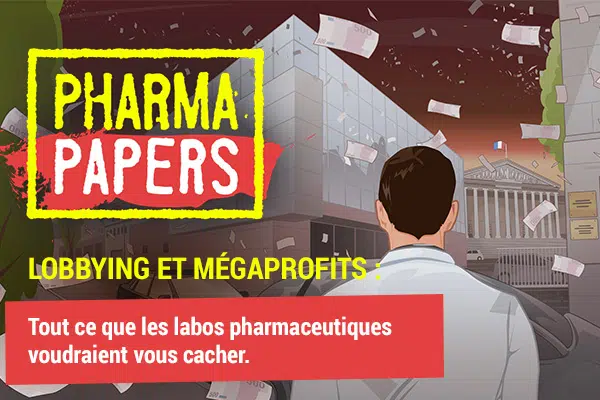 PHARMA
PAPERS
LOBBYING ET MÉGAPROFITS :
Tout ce que les labos pharmaceutiques
voudraient vous cacher.